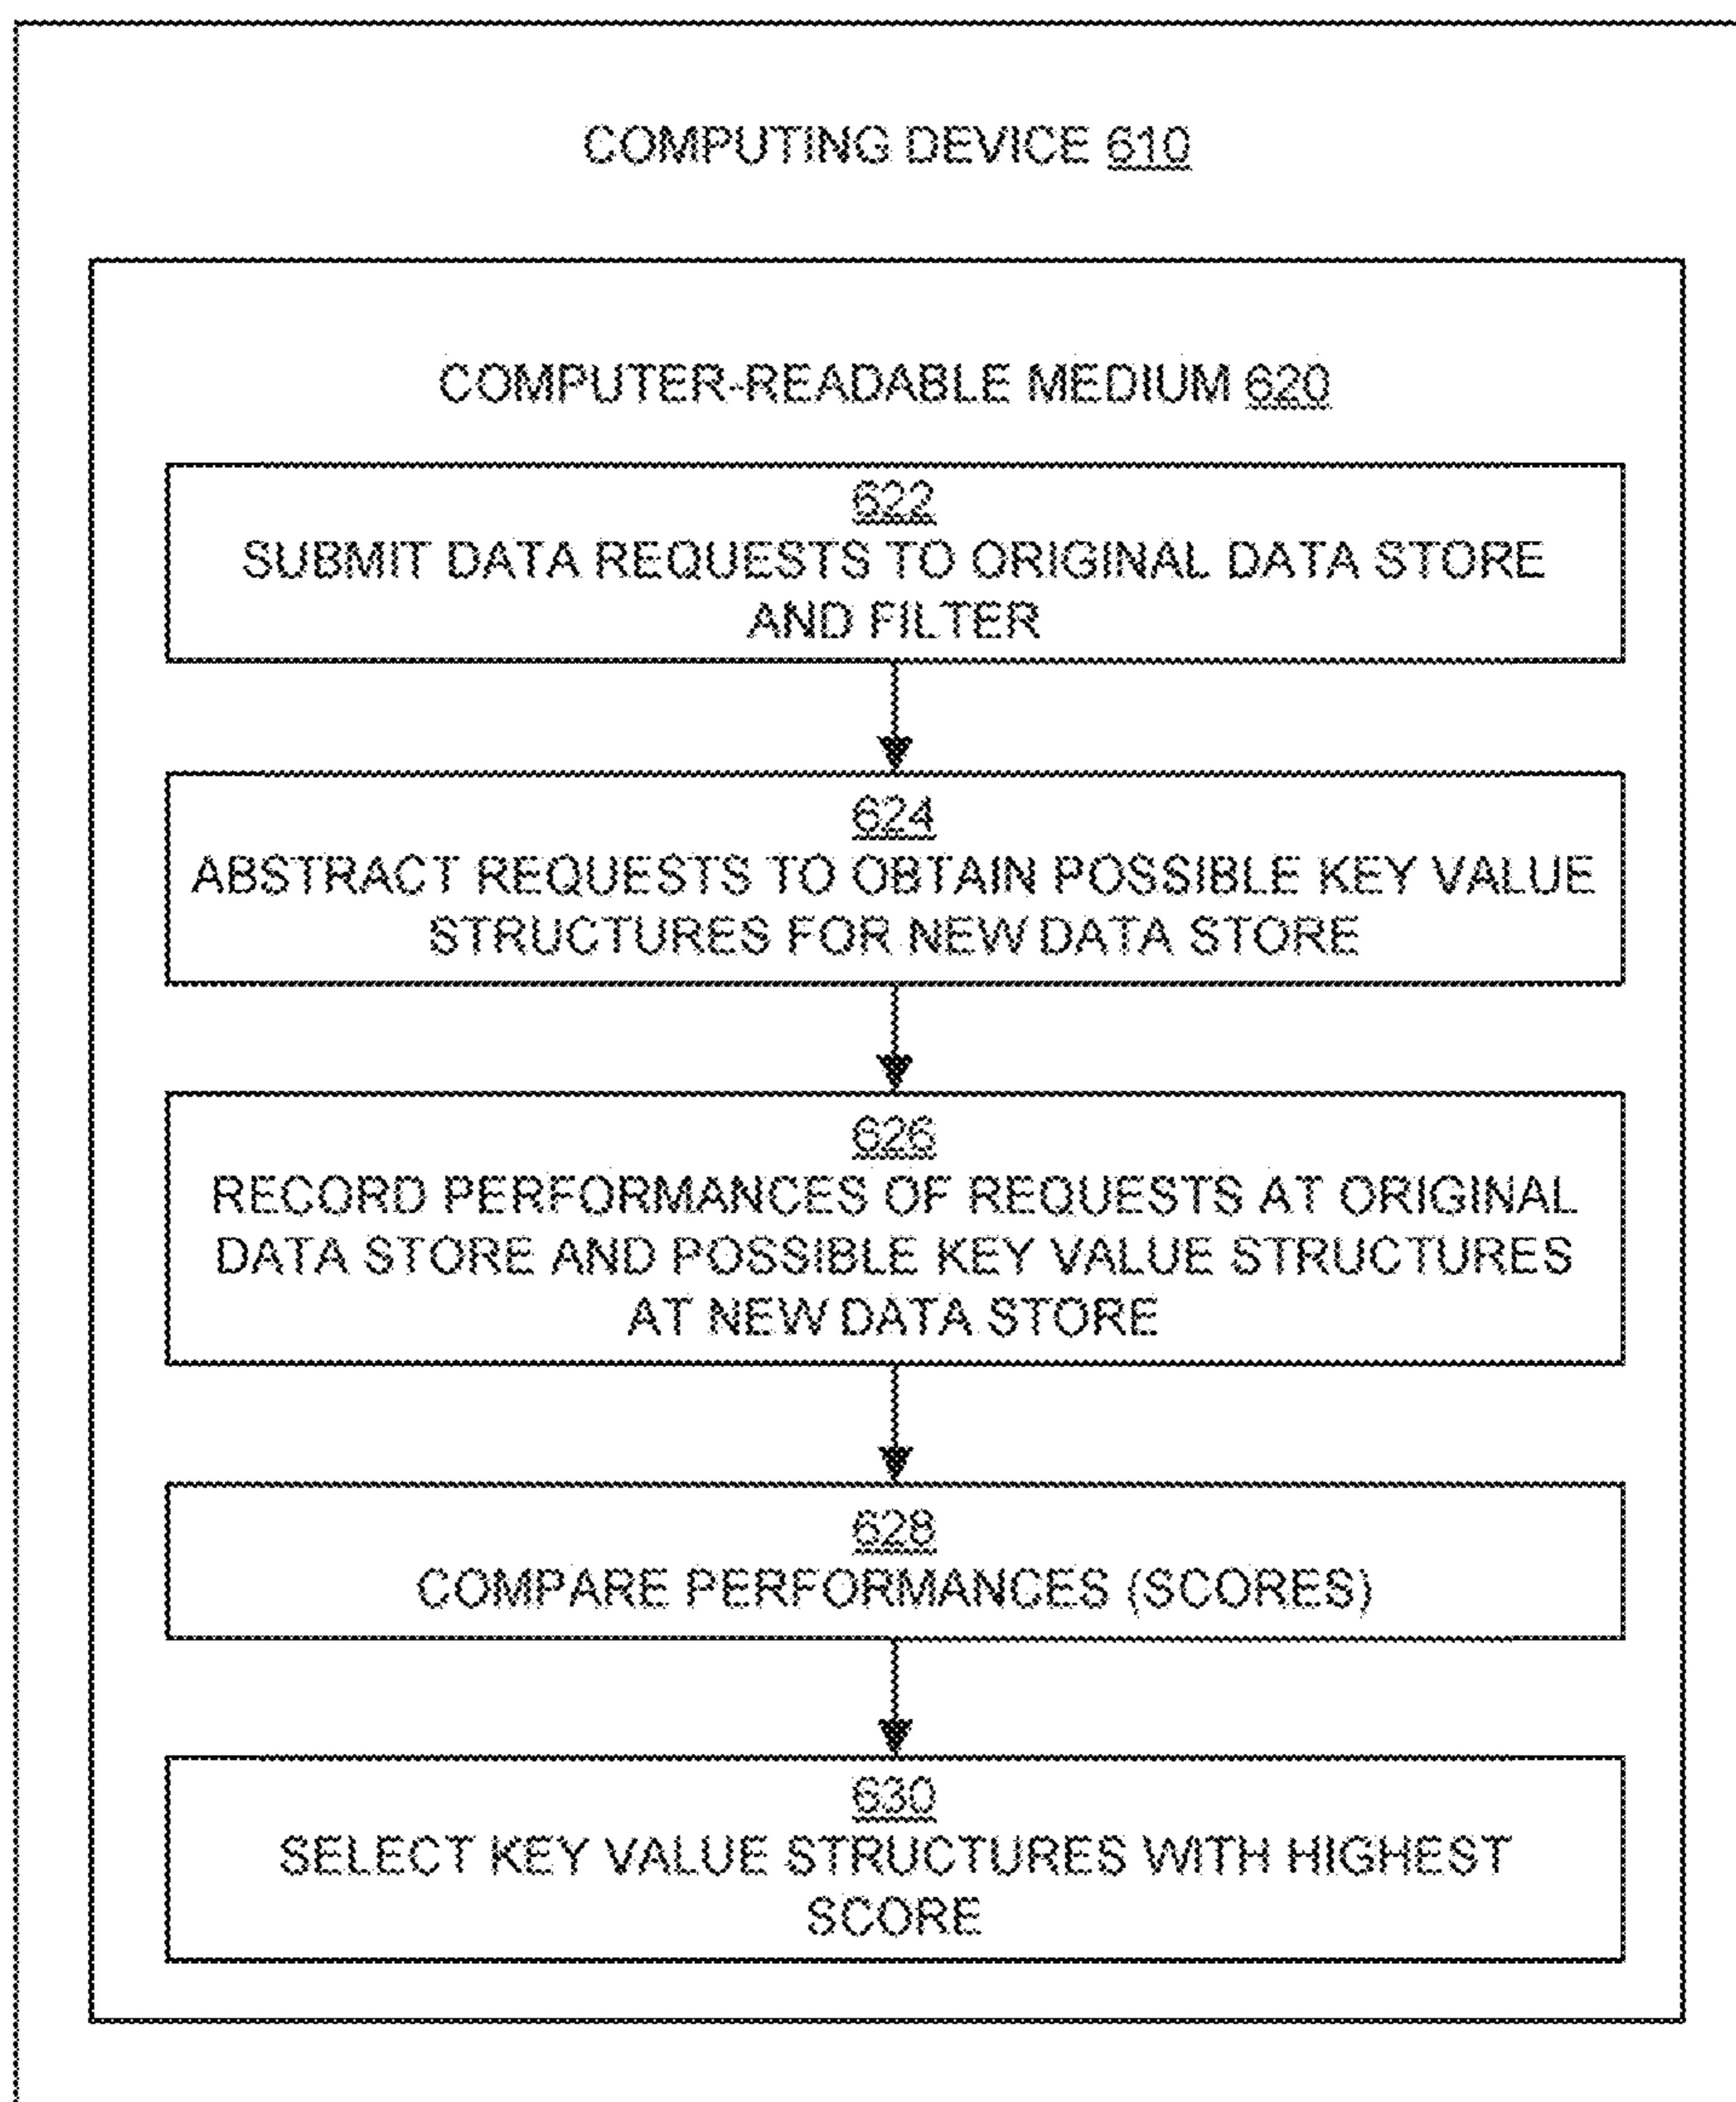 COMPUTING DEVICE 610
COMPUTER-READABLE MEDIUM 620
622
SUBMIT DATA REQUESTS TO ORIGINAL DATA STORE
AND FILTER
624
ABSTRACT REQUESTS TO OBTAIN POSSIBLE KEY VALUE
STRUCTURES FOR NEW DATA STORE
626
RECORD PERFORMANCES OF REQUESTS AT ORIGINAL
DATA STORE AND POSSIBLE KEY VALUE STRUCTURES
AT NEW DATA STORE
628
COMPARE PERFORMANCES (SCORES)
630
SELECT KEY VALUE STRUCTURES WITH HIGHEST
SCORE